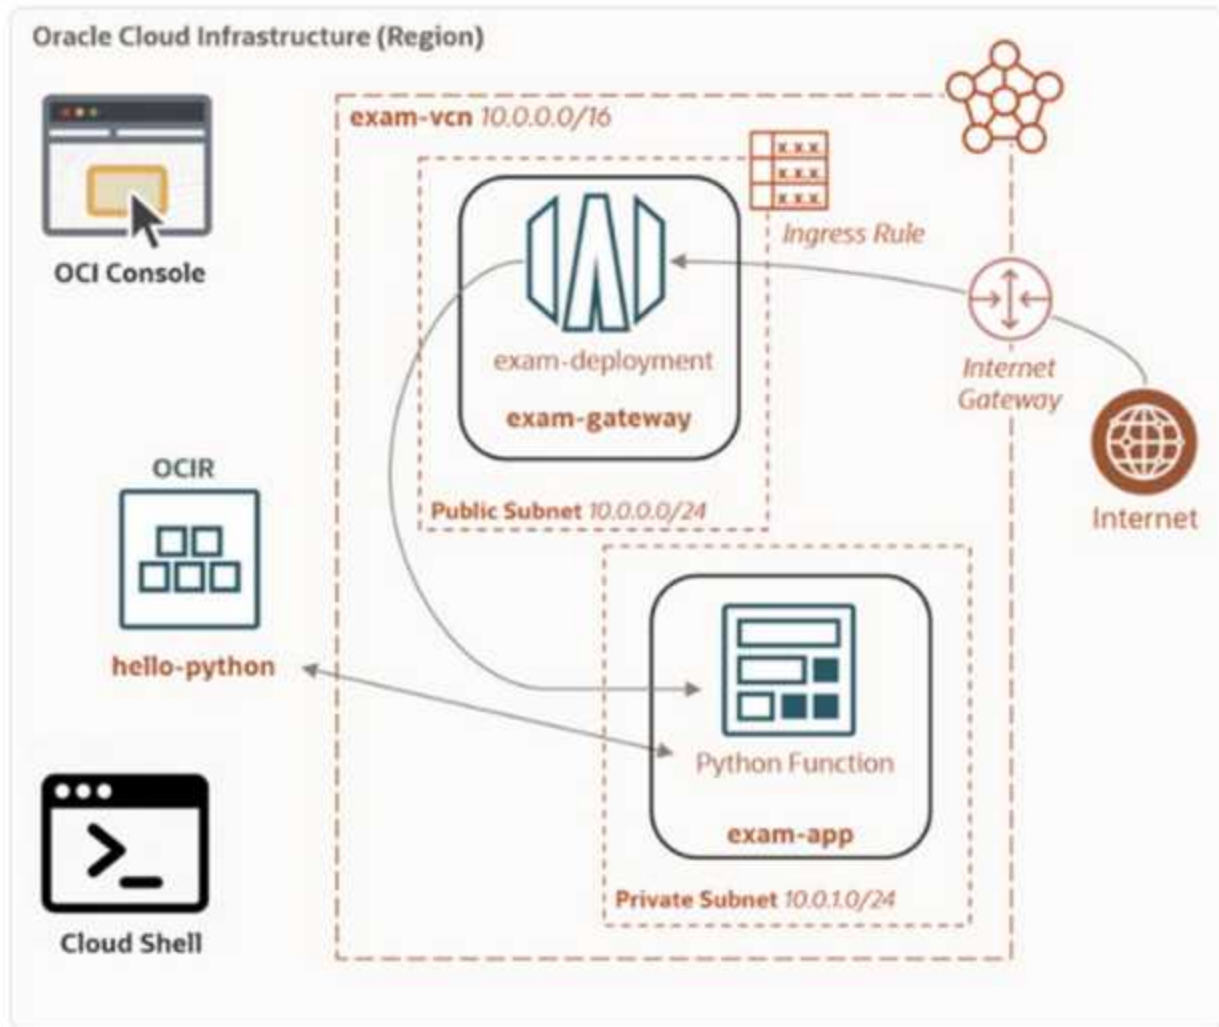 Oracle Cloud Infrastructure (Region)
exam-vcn 10.0.0.0/16
x x x
x x x
x x x
Ingress Rule
OCI Console
exam-deployment
exam-gateway
Internet
Gateway
Public Subnet 10.0.0.0/24
Internet
OCIR
hello-python
Python Function
exam-app
Private Subnet 10.0.1.0/24
>_
Cloud Shell